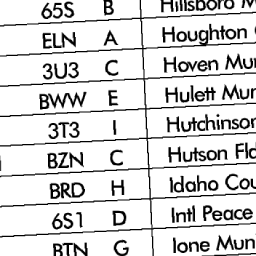 65S B Hillsboro
ELN A Houghton
3U3 C Hoven Mun
BWW E Hulett Mun
3T3 I Hutchinson
BZN C Hutson Fld
BRD H Idaho Cou
6S1 D Intl Peace
BTN G Ione Muni